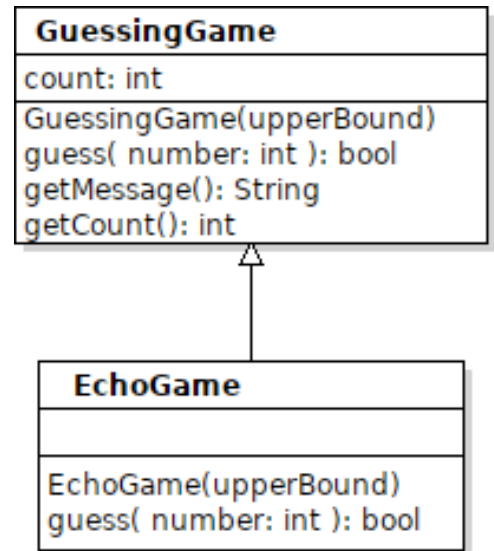 GuessingGame
count: int
GuessingGame(upperBound)
guess( number: int ): bool
getMessage(): String
getCount(): int
EchoGame
EchoGame(upperBound)
guess( number: int ): bool